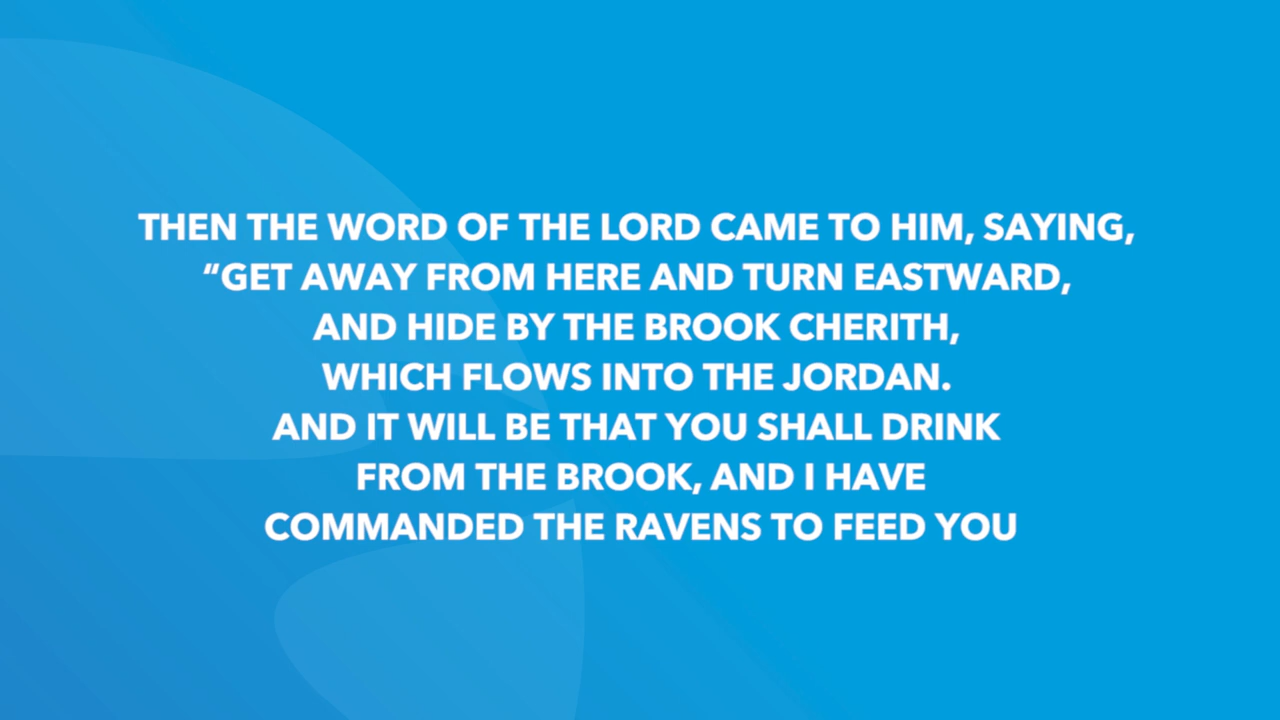 THEN THE WORD OF THE LORD CAME TO HIM, SAYING,
“GET AWAY FROM HERE AND TURN EASTWARD,
AND HIDE BY THE BROOK CHERITH,
WHICH FLOWS INTO THE JORDAN.
AND IT WILL BE THAT YOU SHALL DRINK
FROM THE BROOK, AND I HAVE
COMMANDED THE RAVENS TO FEED YOU